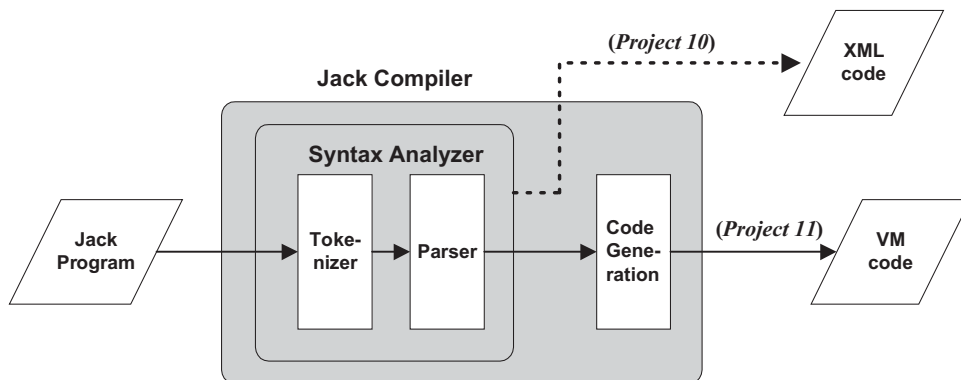 (Project 10)
XML
code
Jack Compiler
Syntax Analyzer
Jack
Program
Toke-
nizer
Parser
Code
Gene-
ration
(Project 11)
VM
code